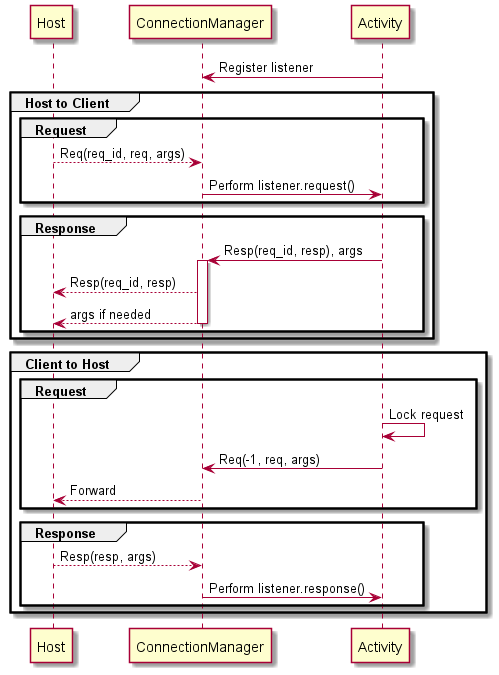 Host ConnectionManager Activity
Register listener
Host to Client
Request
Req(req_id, req, args)
Perform listener.request()
Response
Resp(req_id, resp), args
Resp(req_id, resp)
args if needed
Client to Host
Request
Lock request
Req(-1, req, args)
Forward
Response
Resp(resp, args)
Perform listener.response()
Host ConnectionManager Activity